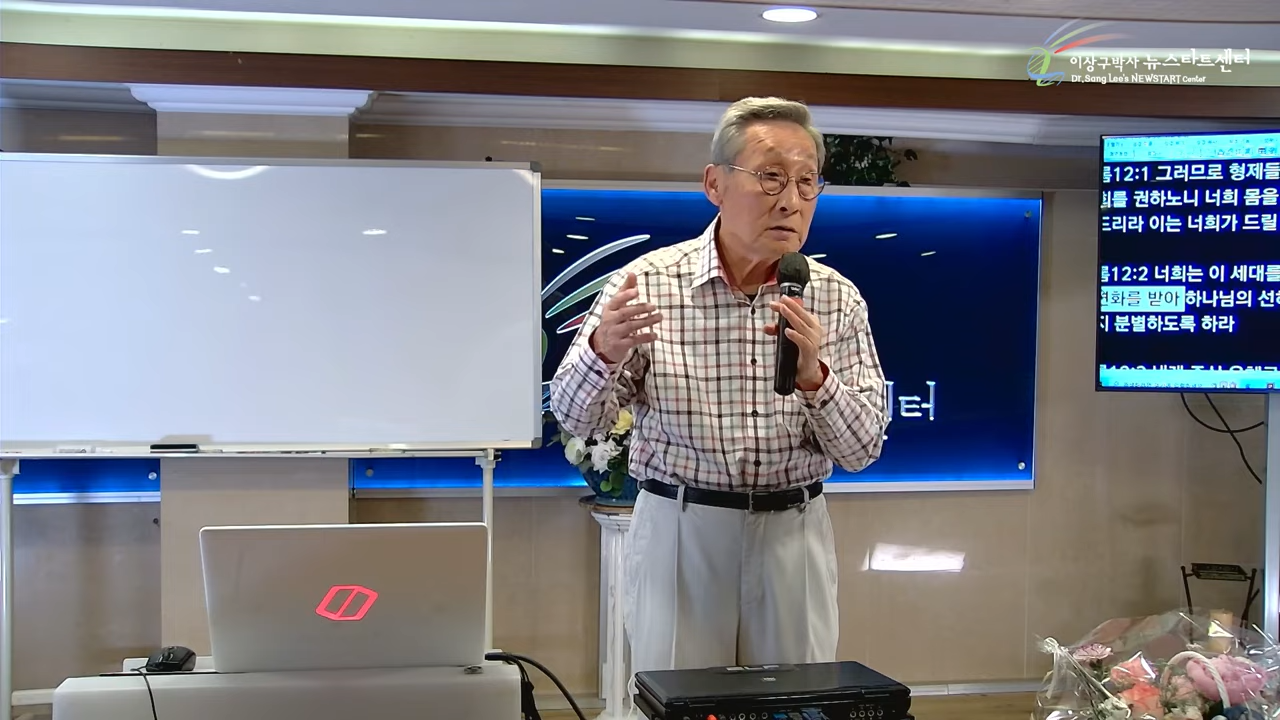 이상구박사 뉴스타트센터
Dr. Sang Lee's NEWSTART Center
롬12:1 그러므로 형제들
희를 권하노니 너희 몸을
드리라 이는 너희가 드릴
롬12:2 너희는 이 세대를
변화를 받아 하나님의 선하
지 분별하도록 하라
터